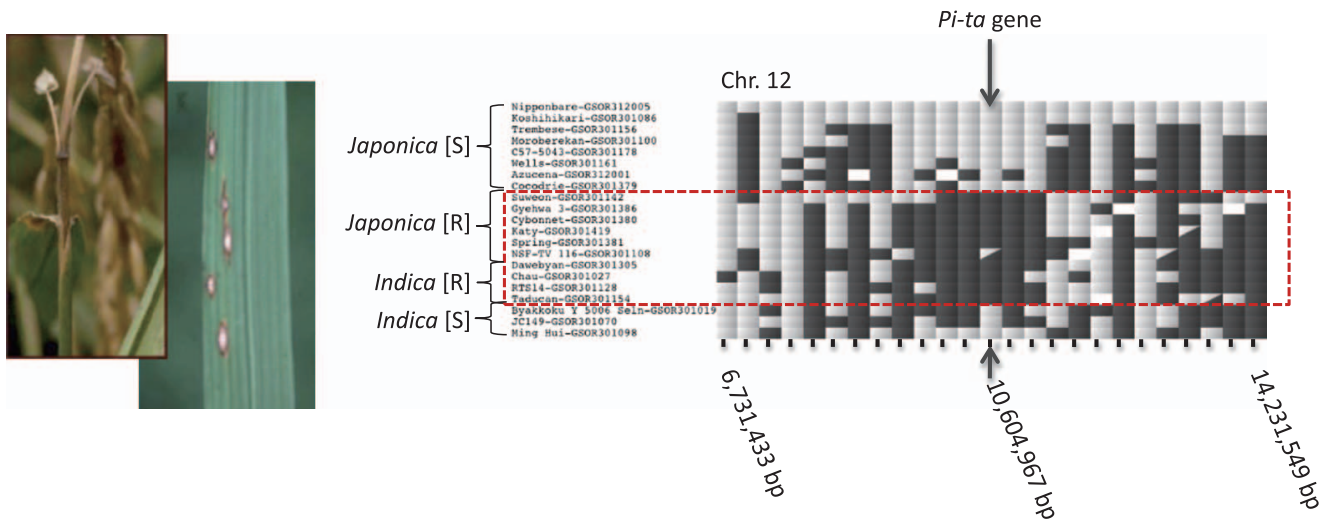 Pi-ta gene
Chr. 12
Japonica [S]
Nipponbare-GSOR312005
Koshihikari-GSOR301086
Trembese-GSOR301156
Moroberekan-GSOR301100
C57-5043-GSOR301178
Wells-GSOR301161
Azucena-GSOR312001
Cocodrie-GSOR301379
Japonica [R]
Suweon-GSOR301142
Gyehwa 3-GSOR301386
Cybonnet-GSOR301380
Katy-GSOR301419
Spring-GSOR301381
NSF-TV 116-GSOR301108
Indica [R]
Dawebyan-GSOR301305
Chau-GSOR301027
RTS14-GSOR301128
Taducan-GSOR301154
Indica [S]
Byakkoku Y 5006 Seln-GSOR301019
JC149-GSOR301070
Ming Hui-GSOR301098
6,731,433 bp
10,604,967 bp
14,231,549 bp